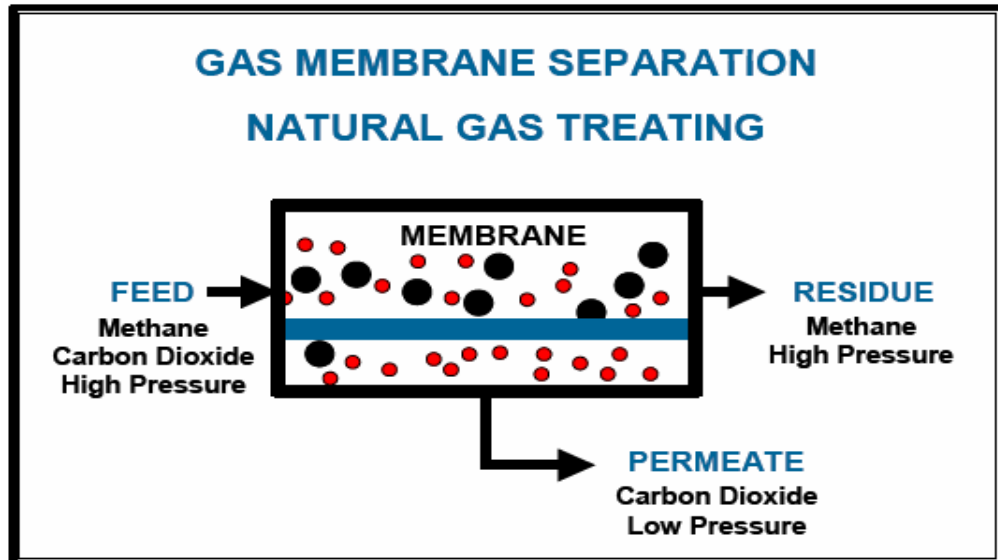 GAS MEMBRANE SEPARATION
NATURAL GAS TREATING
MEMBRANE
FEED
Methane
Carbon Dioxide
High Pressure
RESIDUE
Methane
High Pressure
PERMEATE
Carbon Dioxide
Low Pressure